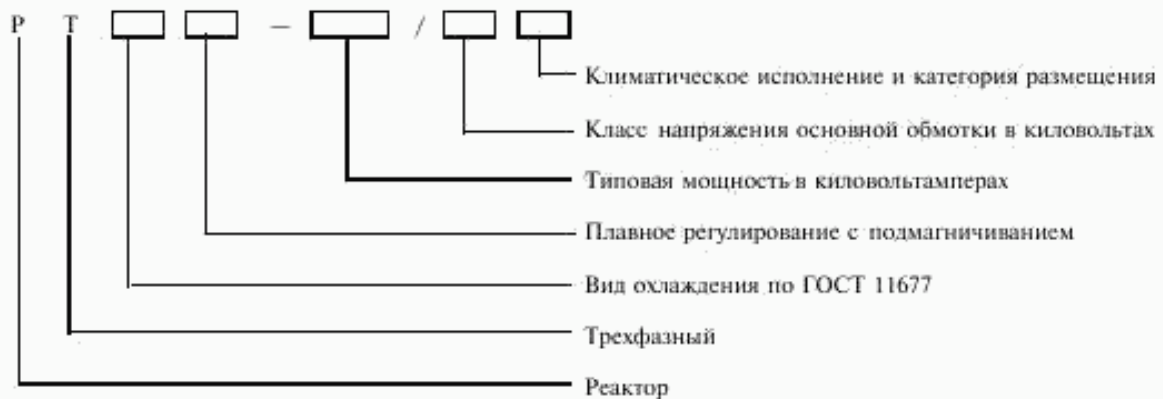 Р Т – /
Климатическое исполнение и категория размещения
Класс напряжения основной обмотки в киловольтах
Типовая мощность в киловольтамперах
Плавное регулирование с подмагничиванием
Вид охлаждения по ГОСТ 11677
Трехфазный
Реактор